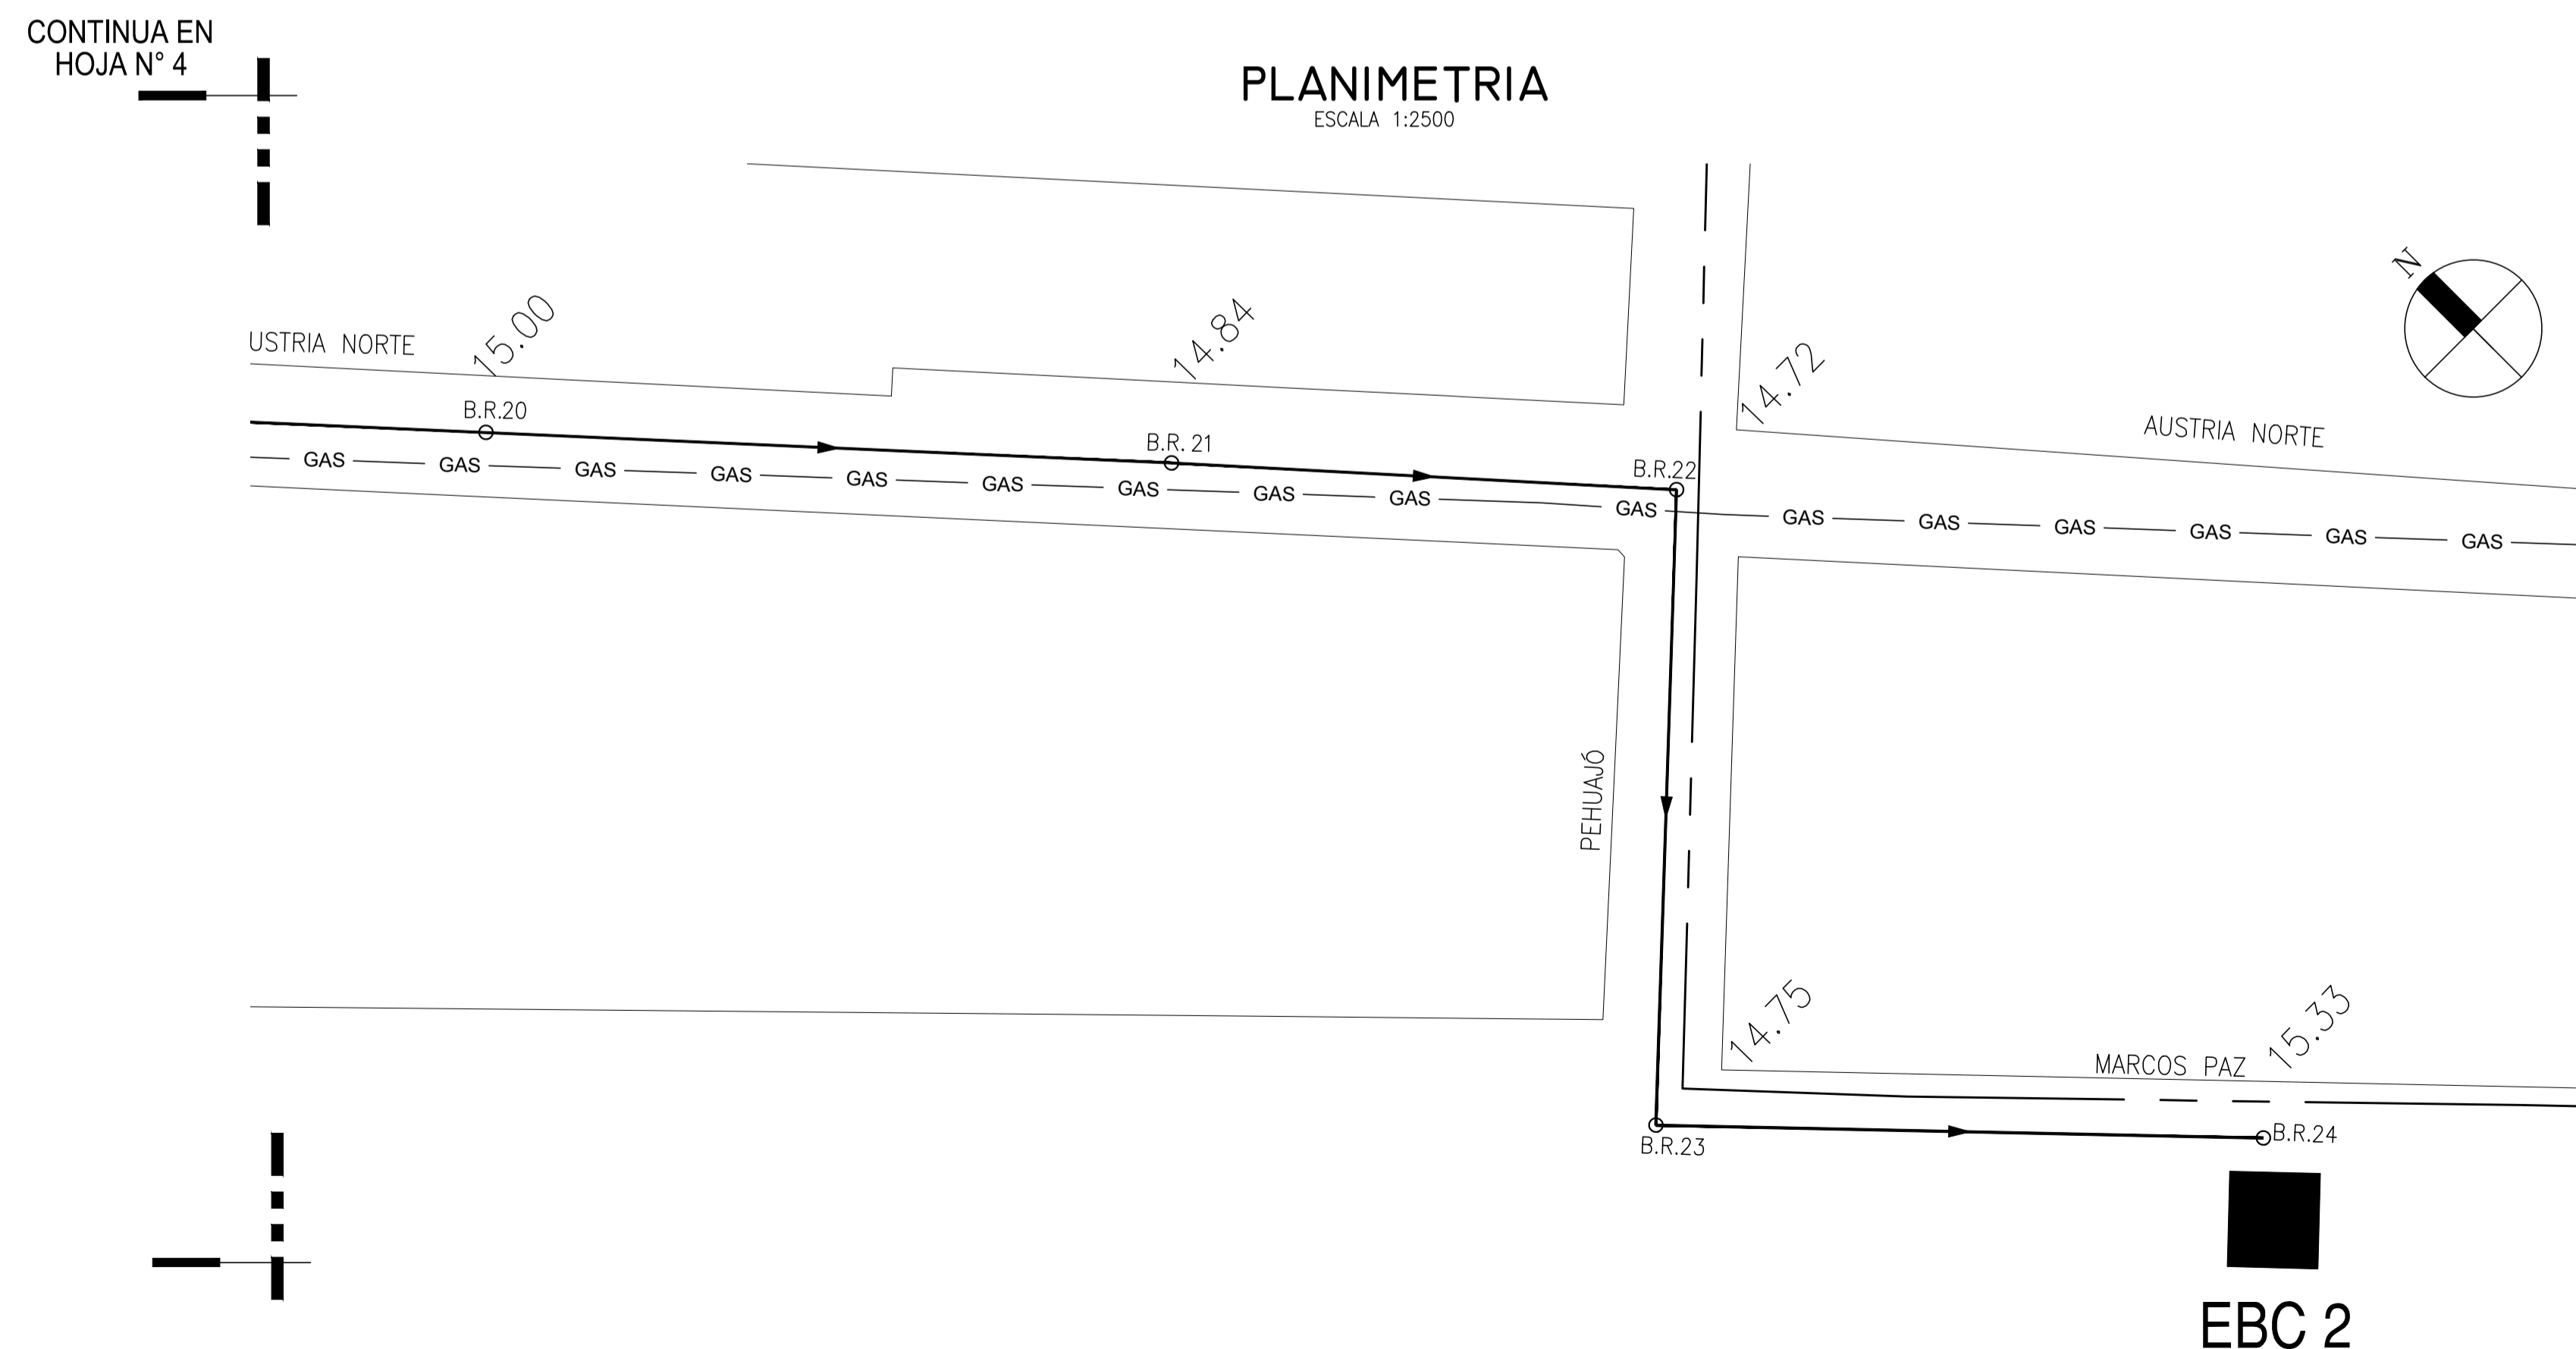 CONTINUA EN
HOJA N° 4
PLANIMETRIA
ESCALA 1:2500
N
USTRIA NORTE
15.00
14.84
14.72
AUSTRIA NORTE
B.R.20
B.R. 21
B.R.22
GAS GAS GAS GAS GAS GAS GAS GAS GAS GAS GAS GAS GAS GAS GAS GAS
PEHUAJÓ
14.75
15.33
MARCOS PAZ
B.R.23
B.R.24
EBC 2